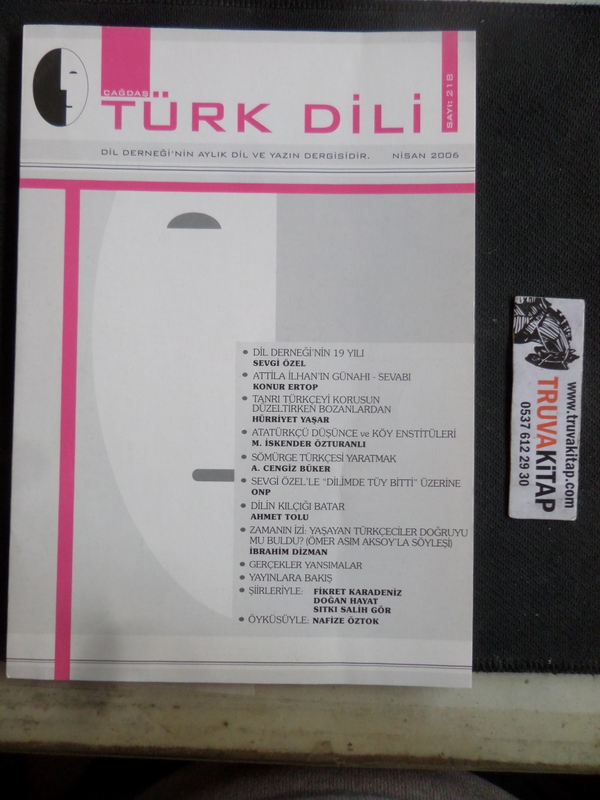 ÇAĞDAŞ
TÜRK DİLİ
SAYI: 218
DİL DERNEĞİ'NİN AYLIK DİL VE YAZIN DERGİSİDİR. NİSAN 2006
• DİL DERNEĞİ'NİN 19 YILI
SEVGİ ÖZEL
• ATTİLA İLHAN'IN GÜNAHI - SEVABI
KONUR ERTOP
• TANRI TÜRKÇEYİ KORUSUN
DÜZELTİRKEN BOZANLARDAN
HÜRRİYET YAŞAR
• ATATÜRKÇÜ DÜŞÜNCE ve KÖY ENSTİTÜLERİ
M. İSKENDER ÖZTURANLI
• SÖMÜRGE TÜRKÇESİ YARATMAK
A. CENGİZ BÜKER
• SEVGİ ÖZEL'LE "DİLİMDE TÜY BİTTİ" ÜZERİNE
ONP
• DİLİN KILÇIĞI BATAR
AHMET TOLU
• ZAMANIN İZİ: YAŞAYAN TÜRKÇECİLER DOĞRUYU
MU BULDU? (ÖMER ASIM AKSOY'LA SÖYLEŞİ)
İBRAHİM DİZMAN
• GERÇEKLER YANSIMALAR
• YAYINLARA BAKIŞ
• ŞİİRLERİYLE: FİKRET KARADENİZ
DOĞAN HAYAT
SITKI SALİH GÖR
• ÖYKÜSÜYLE: NAFİZE ÖZTOK
www.truvakitap.com
TRUVAKİTAP
0537 612 29 30